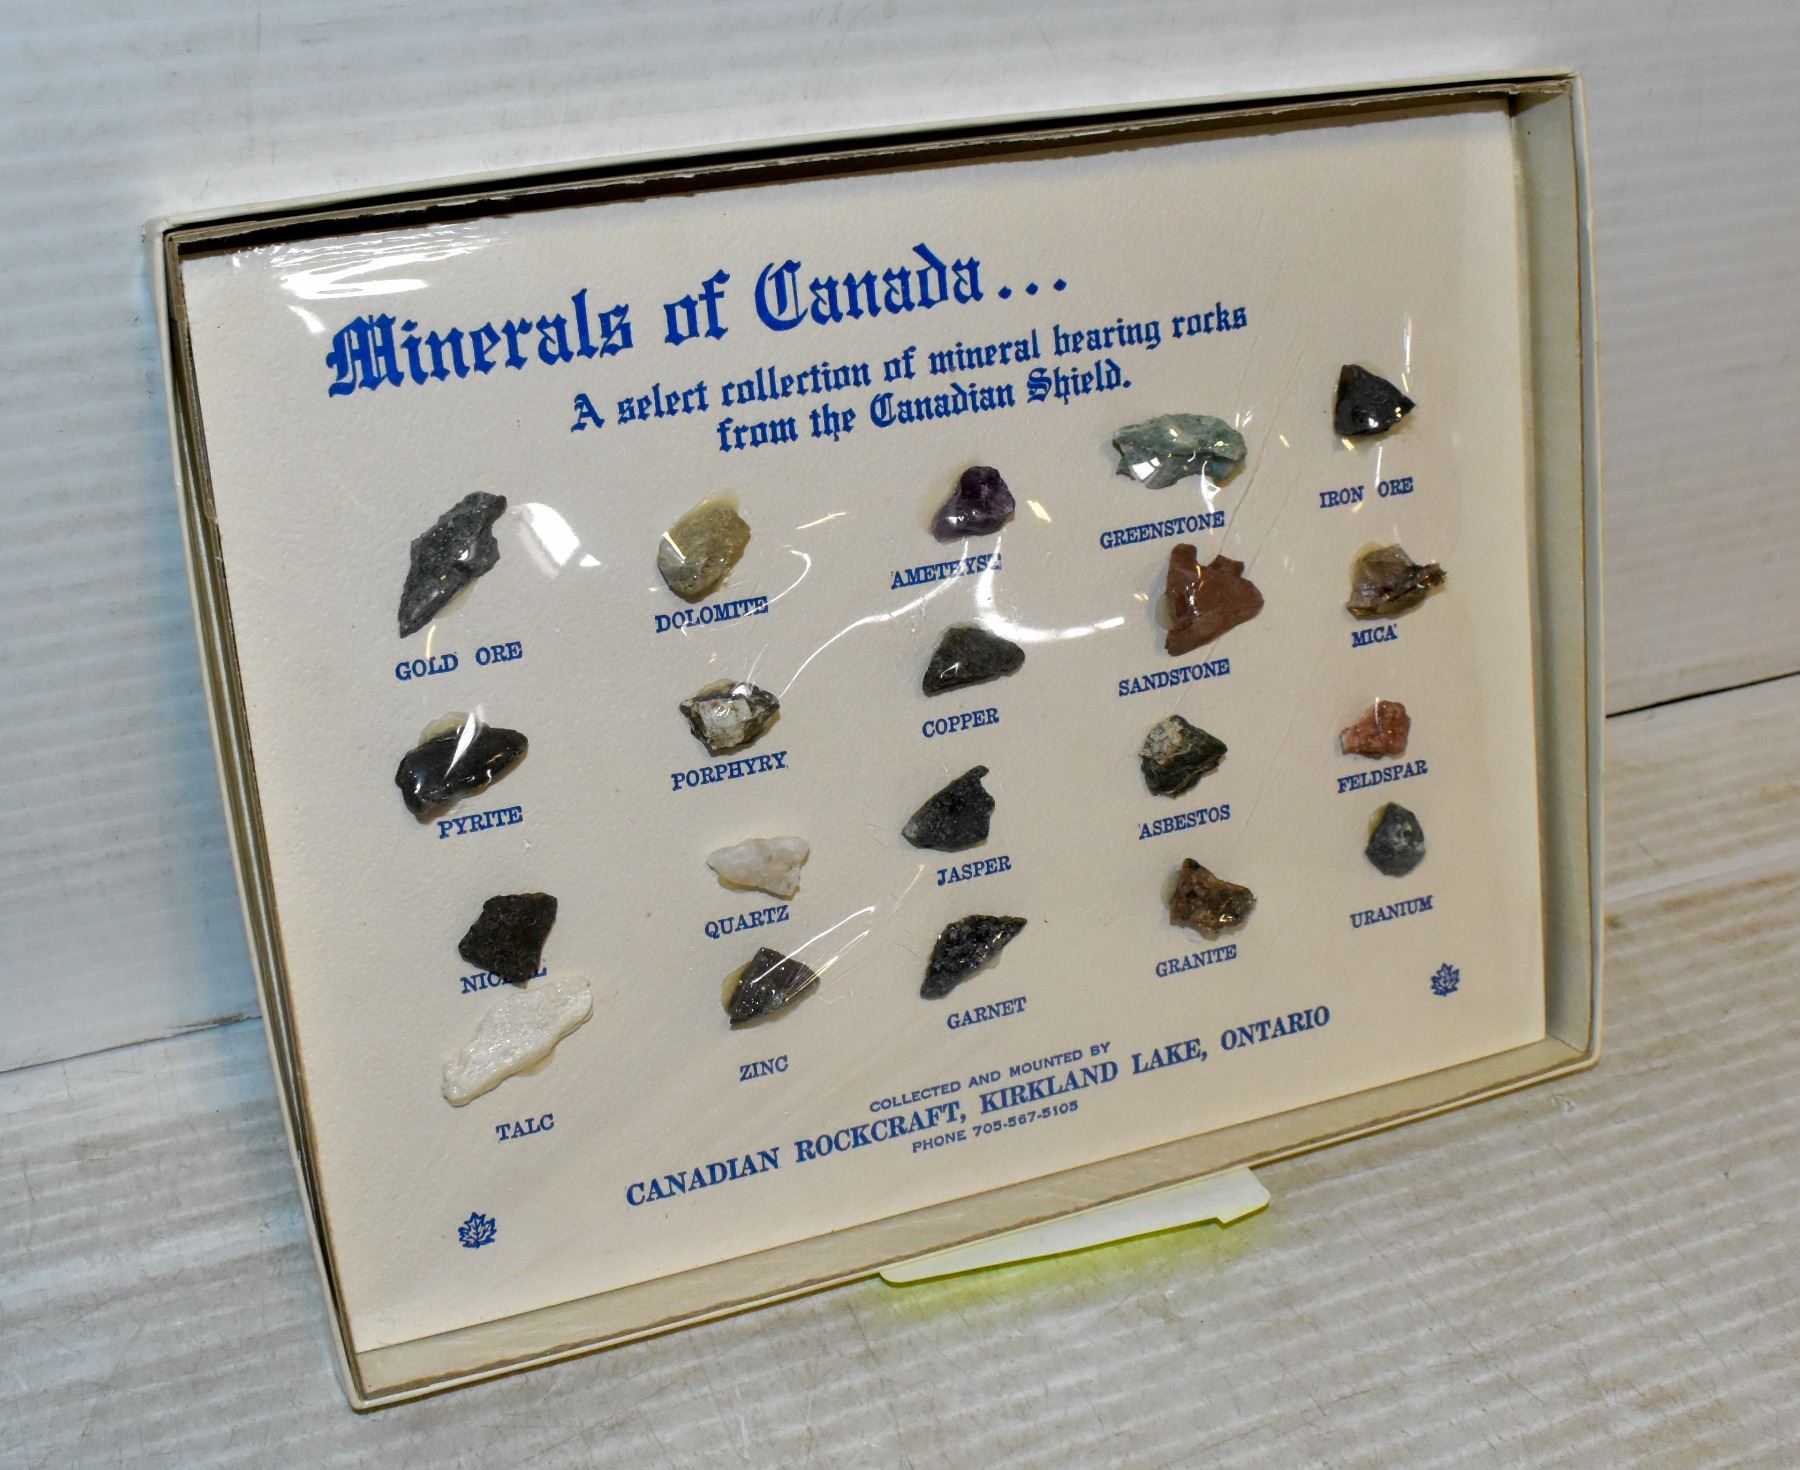 Minerals of Canada...
A select collection of mineral bearing rocks
from the Canadian Shield.
GOLD ORE
DOLOMITE
AMETHYST
GREENSTONE
IRON ORE
PYRITE
PORPHYRY
COPPER
SANDSTONE
MICA
NICKEL
QUARTZ
JASPER
ASBESTOS
FELDSPAR
TALC
ZINC
GARNET
GRANITE
URANIUM
COLLECTED AND MOUNTED BY
CANADIAN ROCKCRAFT, KIRKLAND LAKE, ONTARIO
PHONE 705-567-5105